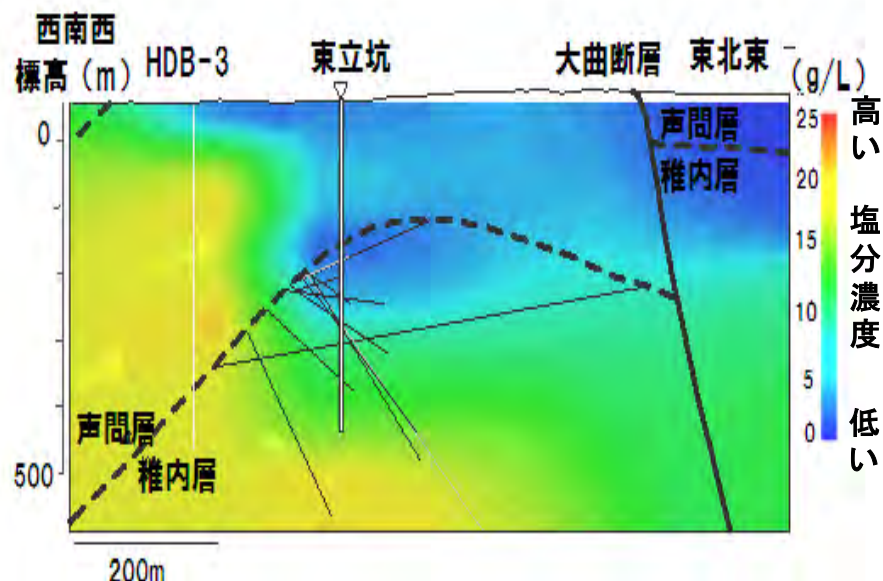 西南西
標高(m)
HDB-3
東立坑
大曲断層
東北東
(g/L)
0
500
声問層
稚内層
声問層
稚内層
25
20
15
10
5
0
高い 塩分濃度 低い
200m